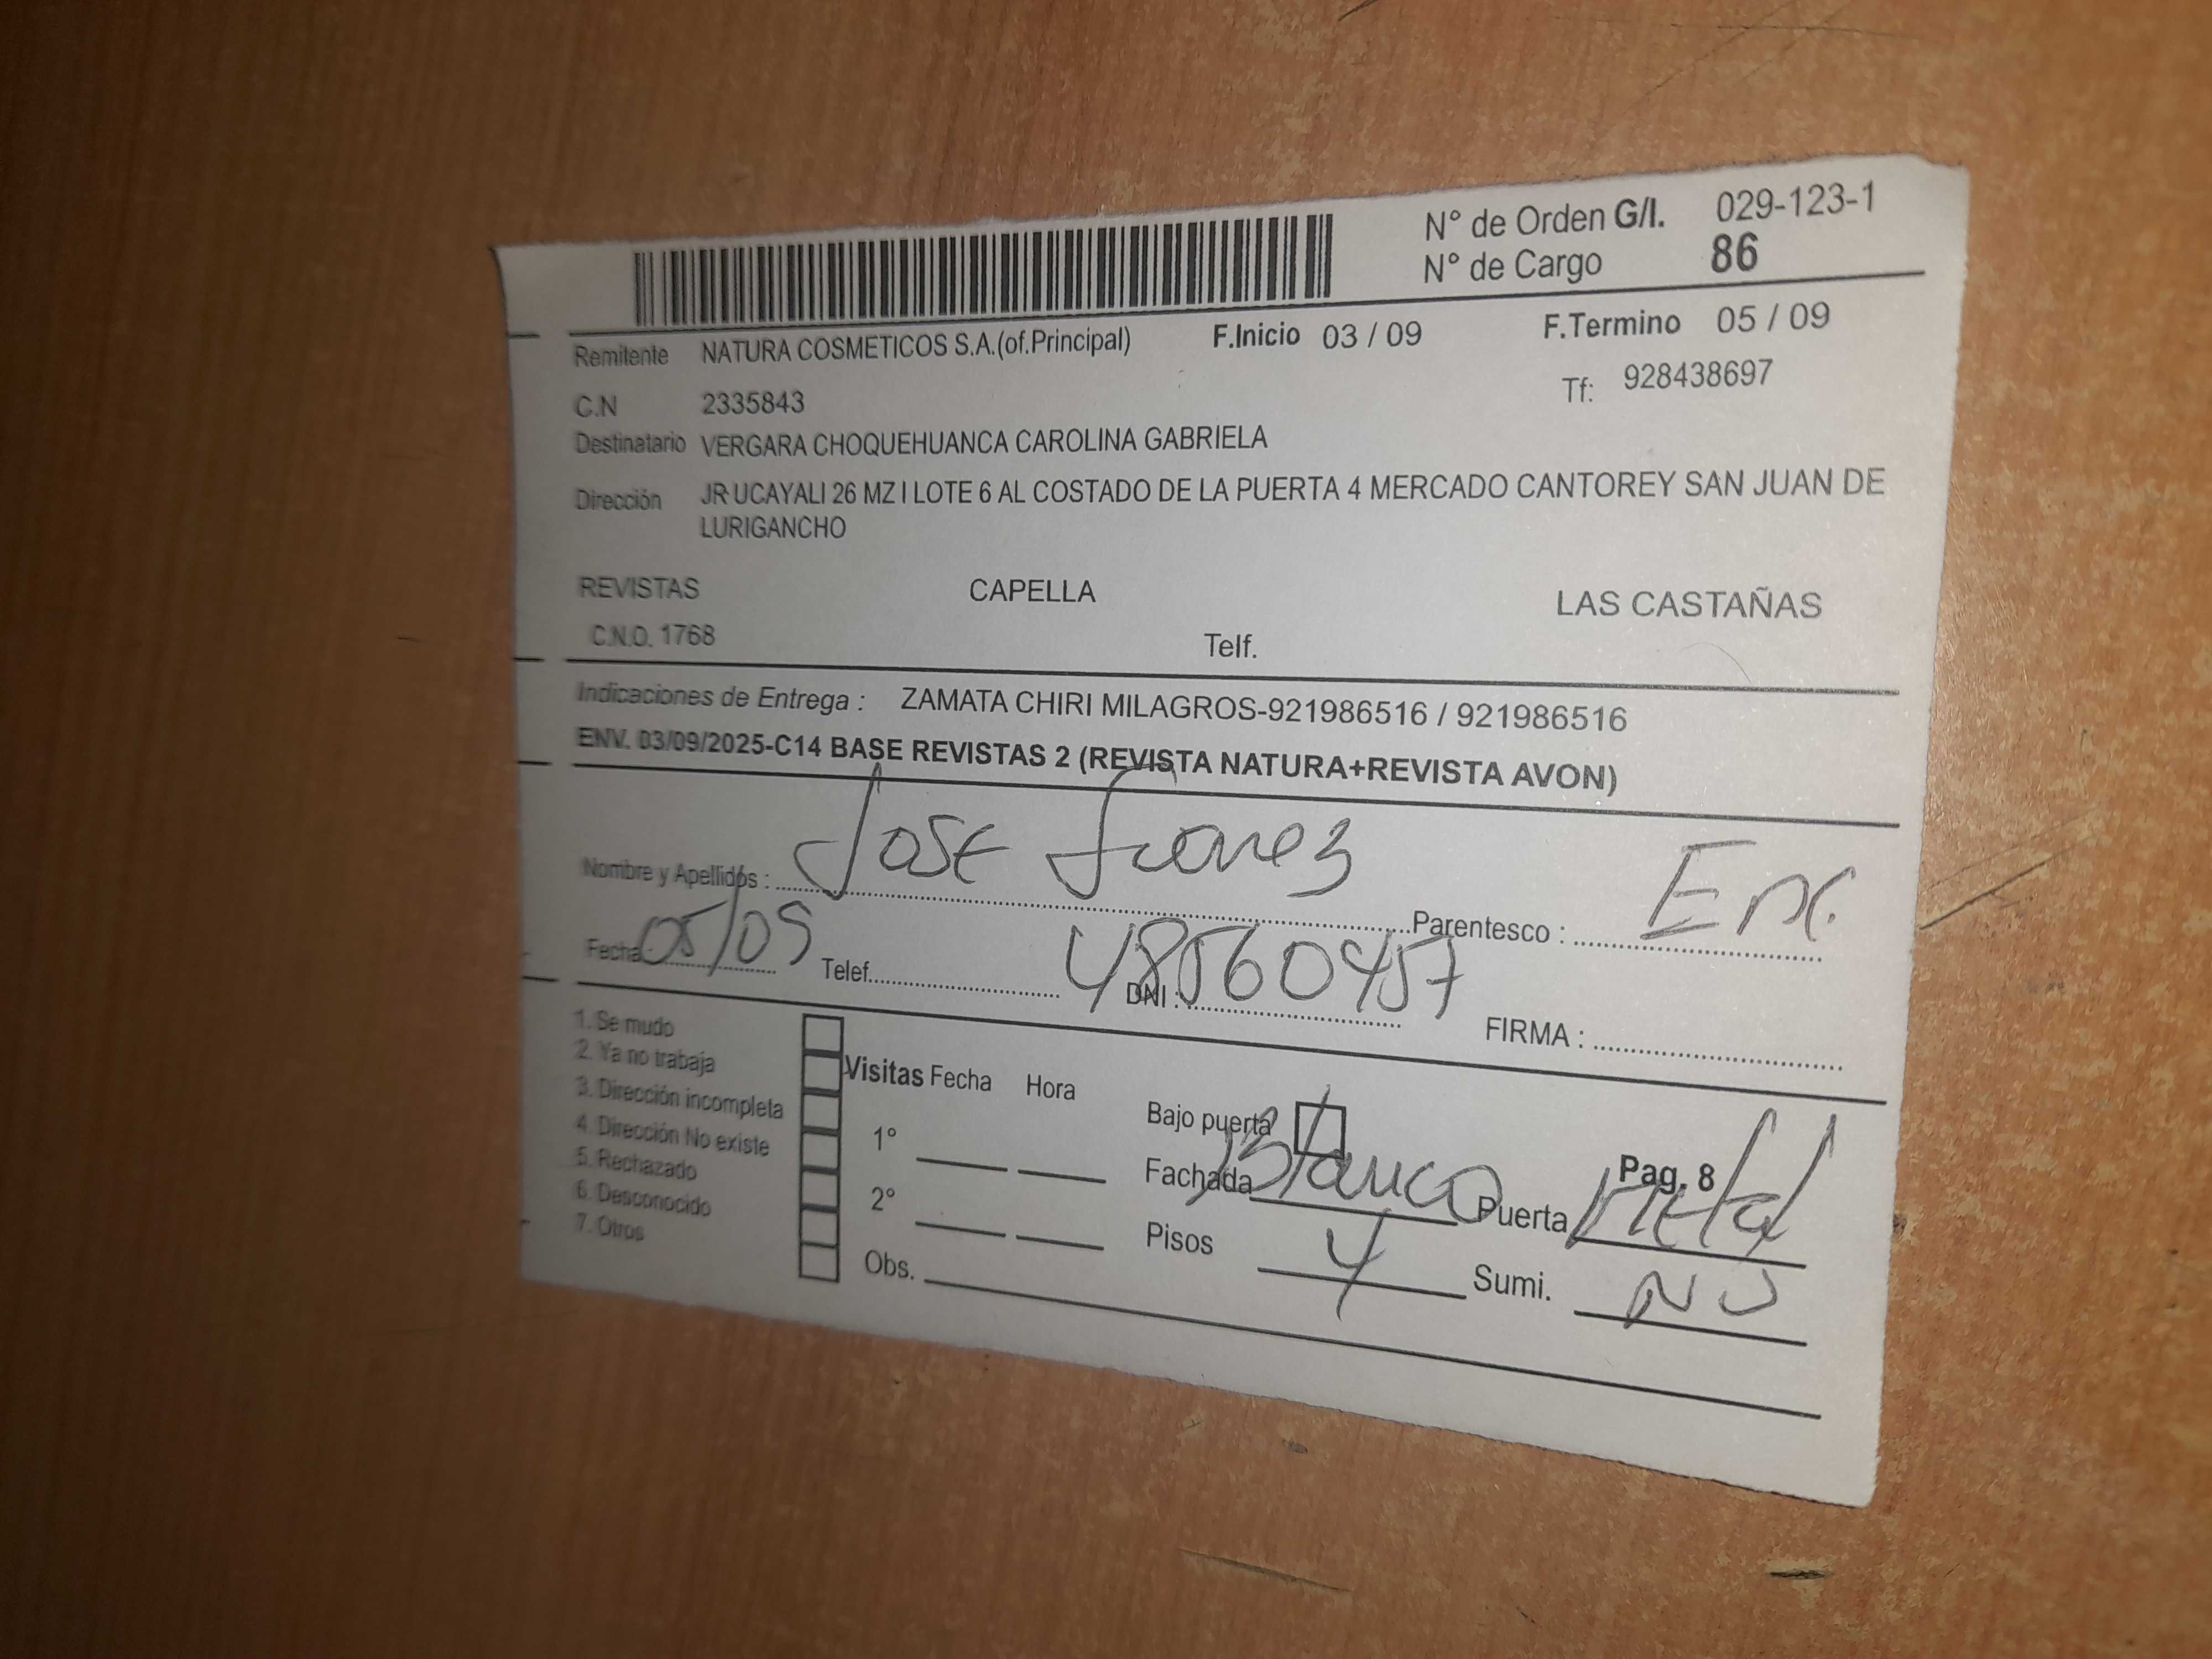 N° de Orden G/I. 029-123-1
N° de Cargo 86
Remitente NATURA COSMETICOS S.A.(of.Principal) F.Inicio 03 / 09 F.Termino 05 / 09
C.N 2335843 Tf: 928438697
Destinatario VERGARA CHOQUEHUANCA CAROLINA GABRIELA
Dirección JR UCAYALI 26 MZ I LOTE 6 AL COSTADO DE LA PUERTA 4 MERCADO CANTOREY SAN JUAN DE
LURIGANCHO
REVISTAS CAPELLA LAS CASTAÑAS
C.N.O. 1768 Telf.
Indicaciones de Entrega : ZAMATA CHIRI MILAGROS-921986516 / 921986516
ENV. 03/09/2025-C14 BASE REVISTAS 2 (REVISTA NATURA+REVISTA AVON)
Nombre y Apellidos : Jose Parentesco :
Fecha: 05/09 Telef. DNI : 48560457 FIRMA :
1. Se mudo
2. Ya no trabaja
3. Dirección incompleta
4. Dirección No existe
5. Rechazado
6. Desconocido
7. Otros
Visitas Fecha Hora
1°
2°
Obs.
Bajo puerta Pag. 8
Fachada Blanco Puerta Metal
Pisos 4 Sumi. NO